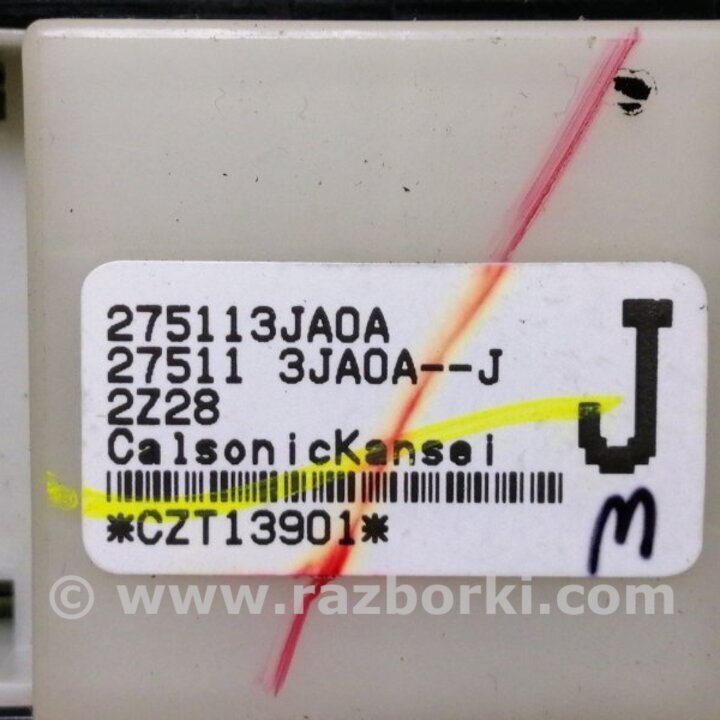 275113JA0A
27511 3JA0A--J
2Z28
CalsonicKansei
J
*CZT13901*
m
© www.razborki.com